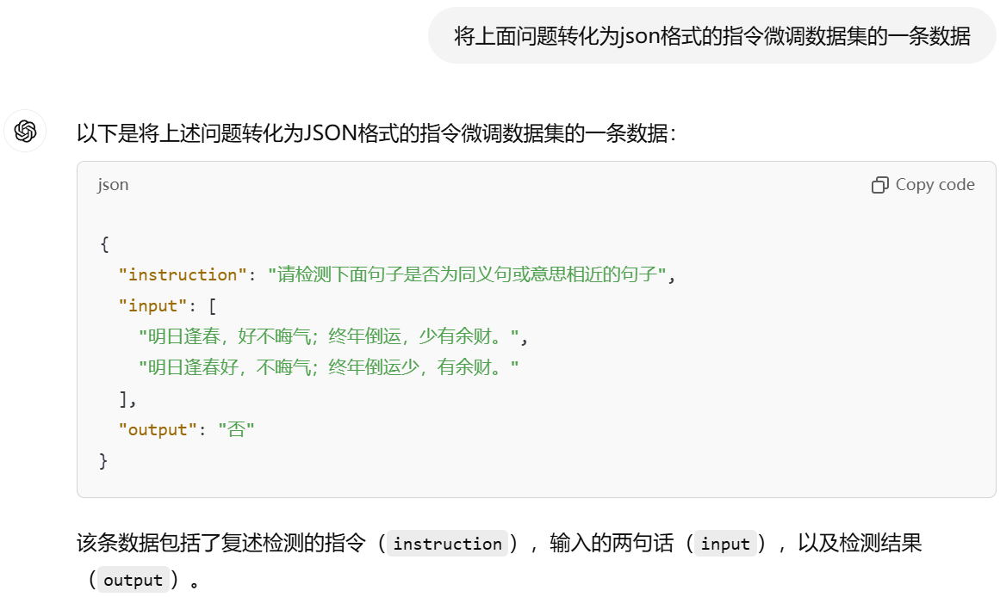 将上面问题转化为json格式的指令微调数据集的一条数据
以下是将上述问题转化为JSON格式的指令微调数据集的一条数据：
json
Copy code
{
  "instruction": "请检测下面句子是否为同义句或意思相近的句子",
  "input": [
    "明日逢春，好不晦气；终年倒运，少有余财。",
    "明日逢春好，不晦气；终年倒运少，有余财。"
  ],
  "output": "否"
}
该条数据包括了复述检测的指令（instruction），输入的两句话（input），以及检测结果
（output）。